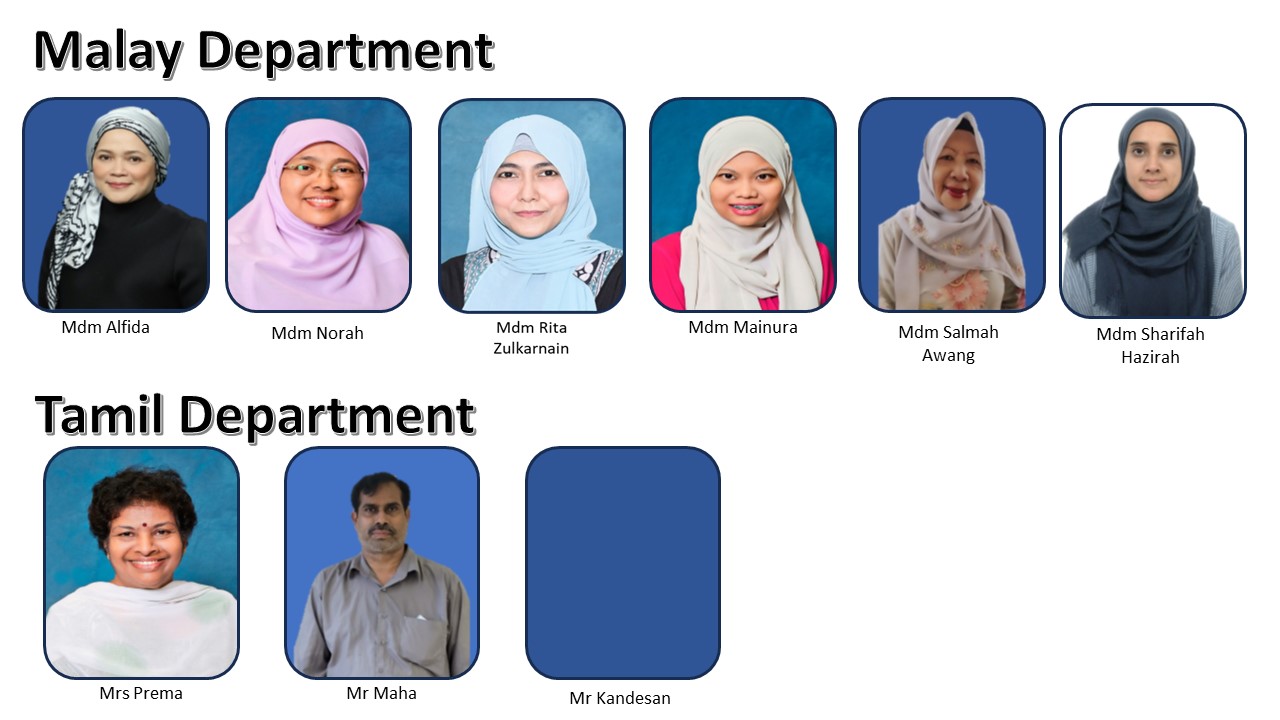 Malay Department
Mdm Alfida
Mdm Norah
Mdm Rita
Zulkarnain
Mdm Mainura
Mdm Salmah
Awang
Mdm Sharifah
Hazirah
Tamil Department
Mrs Prema
Mr Maha
Mr Kandesan